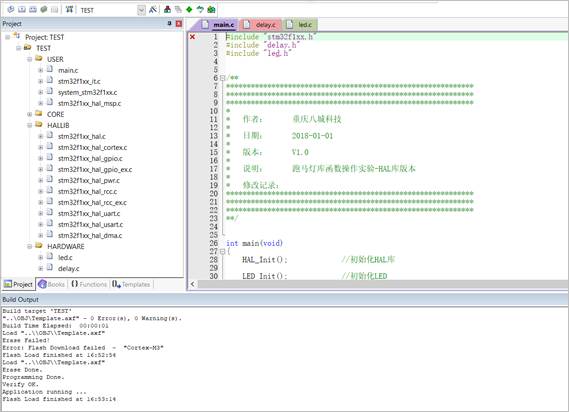 TEST
Project
Project: TEST
TEST
USER
main.c
stm32f1xx_it.c
system_stm32f1xx.c
stm32f1xx_hal_msp.c
CORE
HALLIB
stm32f1xx_hal.c
stm32f1xx_hal_cortex.c
stm32f1xx_hal_gpio.c
stm32f1xx_hal_gpio_ex.c
stm32f1xx_hal_pwr.c
stm32f1xx_hal_rcc.c
stm32f1xx_hal_rcc_ex.c
stm32f1xx_hal_uart.c
stm32f1xx_hal_usart.c
stm32f1xx_hal_dma.c
HARDWARE
led.c
delay.c
Project Books {} Functions Templates
main.c delay.c led.c
1 #include "stm32f1xx.h"
2 #include "delay.h"
3 #include "led.h"
4
5
6 /**
7 ******************************************************************
8 ******************************************************************
9 ******************************************************************
10 *
11 * 作者: 重庆八城科技
12 *
13 * 日期: 2018-01-01
14 *
15 * 版本: V1.0
16 *
17 * 说明: 跑马灯库函数操作实验-HAL库版本
18 *
19 * 修改记录:
20 ******************************************************************
21 ******************************************************************
22 ******************************************************************
23 **/
24
25
26 int main(void)
27 {
28 HAL_Init(); //初始化HAL库
29
30 LED_Init(); //初始化LED
Build Output
Build target 'TEST'
"..\OBJ\Template.axf" - 0 Error(s), 0 Warning(s).
Build Time Elapsed: 00:00:01
Load "..\\OBJ\\Template.axf"
Erase Failed!
Error: Flash Download failed - "Cortex-M3"
Flash Load finished at 16:52:54
Load "..\\OBJ\\Template.axf"
Erase Done.
Programming Done.
Verify OK.
Application running ...
Flash Load finished at 16:53:14